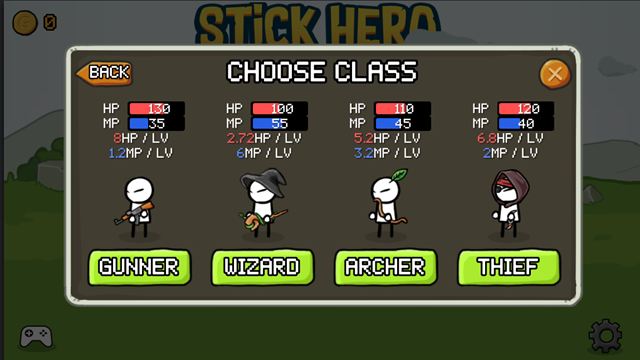 0
STICK HERO
BACK
CHOOSE CLASS
HP 130
MP 35
8HP / LV
1.2MP / LV
GUNNER
HP 100
MP 55
2.72HP / LV
6MP / LV
WIZARD
HP 110
MP 45
5.2HP / LV
3.2MP / LV
ARCHER
HP 120
MP 40
6.8HP / LV
2MP / LV
THIEF